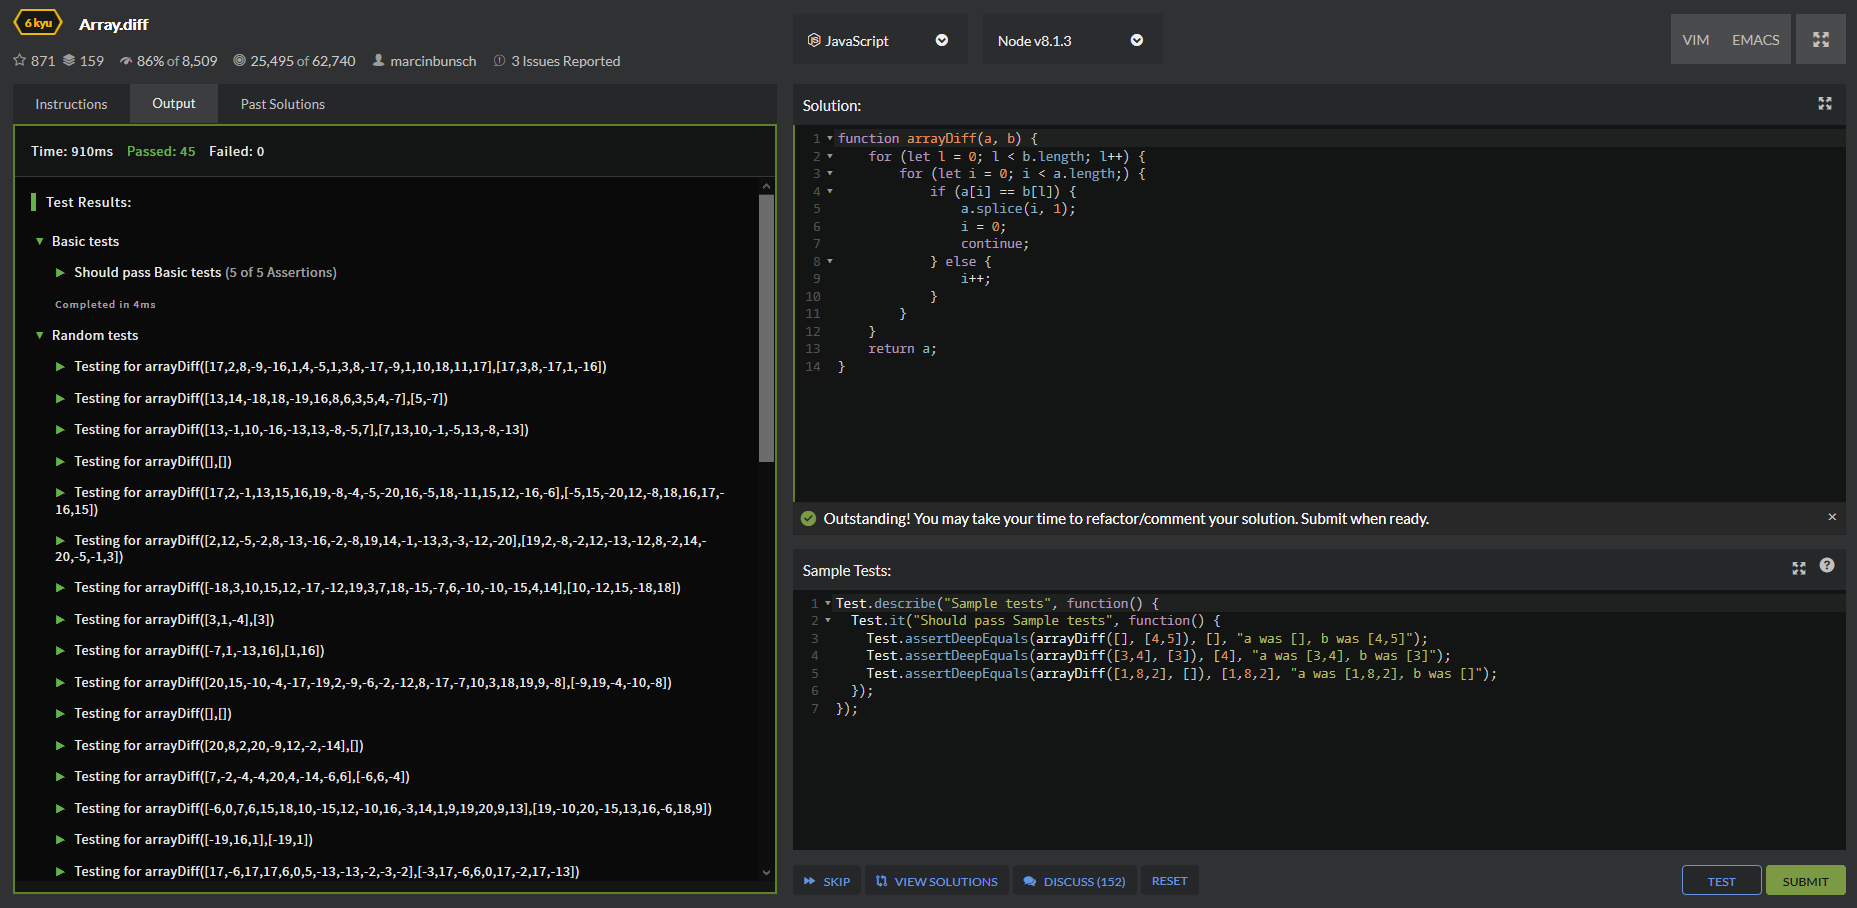 6 kyu Array.diff
871 159 86% of 8,509 25,495 of 62,740 marcinbunsch 3 Issues Reported
JavaScript Node v8.1.3 VIM EMACS
Instructions Output Past Solutions
Time: 910ms Passed: 45 Failed: 0
Test Results:
Basic tests
Should pass Basic tests (5 of 5 Assertions)
Completed in 4ms
Random tests
Testing for arrayDiff([17,2,8,-9,-16,1,4,-5,1,3,8,-17,-9,1,10,18,11,17],[17,3,8,-17,1,-16])
Testing for arrayDiff([13,14,-18,18,-19,16,8,6,3,5,4,-7],[5,-7])
Testing for arrayDiff([13,-1,10,-16,-13,13,-8,-5,7],[7,13,10,-1,-5,13,-8,-13])
Testing for arrayDiff([],[])
Testing for arrayDiff([17,2,-1,13,15,16,19,-8,-4,-5,-20,16,-5,18,-11,15,12,-16,-6],[-5,15,-20,12,-8,18,16,17,-
16,15])
Testing for arrayDiff([2,12,-5,-2,8,-13,-16,-2,-8,19,14,-1,-13,3,-3,-12,-20],[19,2,-8,-2,12,-13,-12,8,-2,14,-
20,-5,-1,3])
Testing for arrayDiff([-18,3,10,15,12,-17,-12,19,3,7,18,-15,-7,6,-10,-10,-15,4,14],[10,-12,15,-18,18])
Testing for arrayDiff([3,1,-4],[3])
Testing for arrayDiff([-7,1,-13,16],[1,16])
Testing for arrayDiff([20,15,-10,-4,-17,-19,2,-9,-6,-2,-12,8,-17,-7,10,3,18,19,9,-8],[-9,19,-4,-10,-8])
Testing for arrayDiff([],[])
Testing for arrayDiff([20,8,2,20,-9,12,-2,-14],[])
Testing for arrayDiff([7,-2,-4,-4,20,4,-14,-6,6],[-6,6,-4])
Testing for arrayDiff([-6,0,7,6,15,18,10,-15,12,-10,16,-3,14,1,9,19,20,9,13],[19,-10,20,-15,13,16,-6,18,9])
Testing for arrayDiff([-19,16,1],[-19,1])
Testing for arrayDiff([17,-6,17,17,6,0,5,-13,-13,-2,-3,-2],[-3,17,-6,6,0,17,-2,17,-13])
Solution:
1 function arrayDiff(a, b) {
2 for (let l = 0; l < b.length; l++) {
3 for (let i = 0; i < a.length;) {
4 if (a[i] == b[l]) {
5 a.splice(i, 1);
6 i = 0;
7 continue;
8 } else {
9 i++;
10 }
11 }
12 }
13 return a;
14 }
Outstanding! You may take your time to refactor/comment your solution. Submit when ready. ×
Sample Tests: ?
1 Test.describe("Sample tests", function() {
2 Test.it("Should pass Sample tests", function() {
3 Test.assertDeepEquals(arrayDiff([], [4,5]), [], "a was [], b was [4,5]");
4 Test.assertDeepEquals(arrayDiff([3,4], [3]), [4], "a was [3,4], b was [3]");
5 Test.assertDeepEquals(arrayDiff([1,8,2], []), [1,8,2], "a was [1,8,2], b was []");
6 });
7 });
SKIP VIEW SOLUTIONS DISCUSS (152) RESET TEST SUBMIT